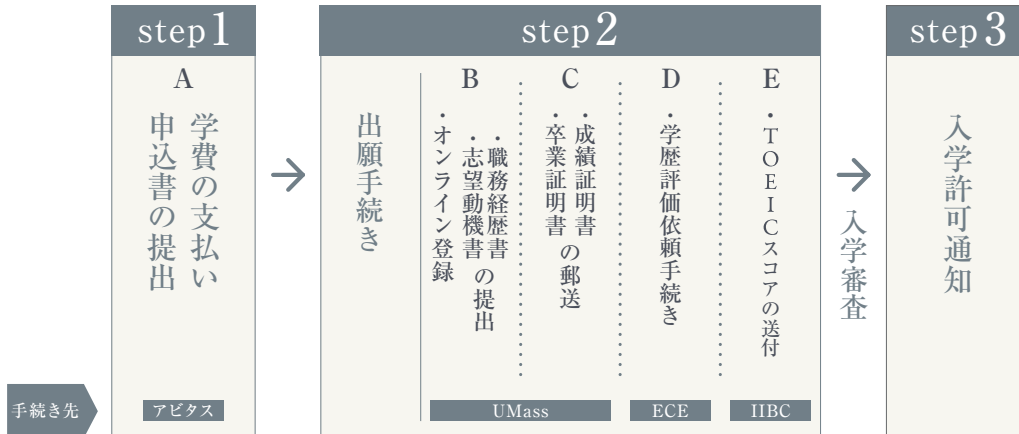 step1
A
学費の支払い
申込書の提出
step2
出願手続き
B
・職務経歴書
・志望動機書
の提出
・オンライン登録
C
・成績証明書
・卒業証明書
の郵送
D
・学歴評価依頼手続き
E
・TOEICスコアの送付
入学審査
step3
入学許可通知
手続き先
アビタス
UMass
ECE
IIBC